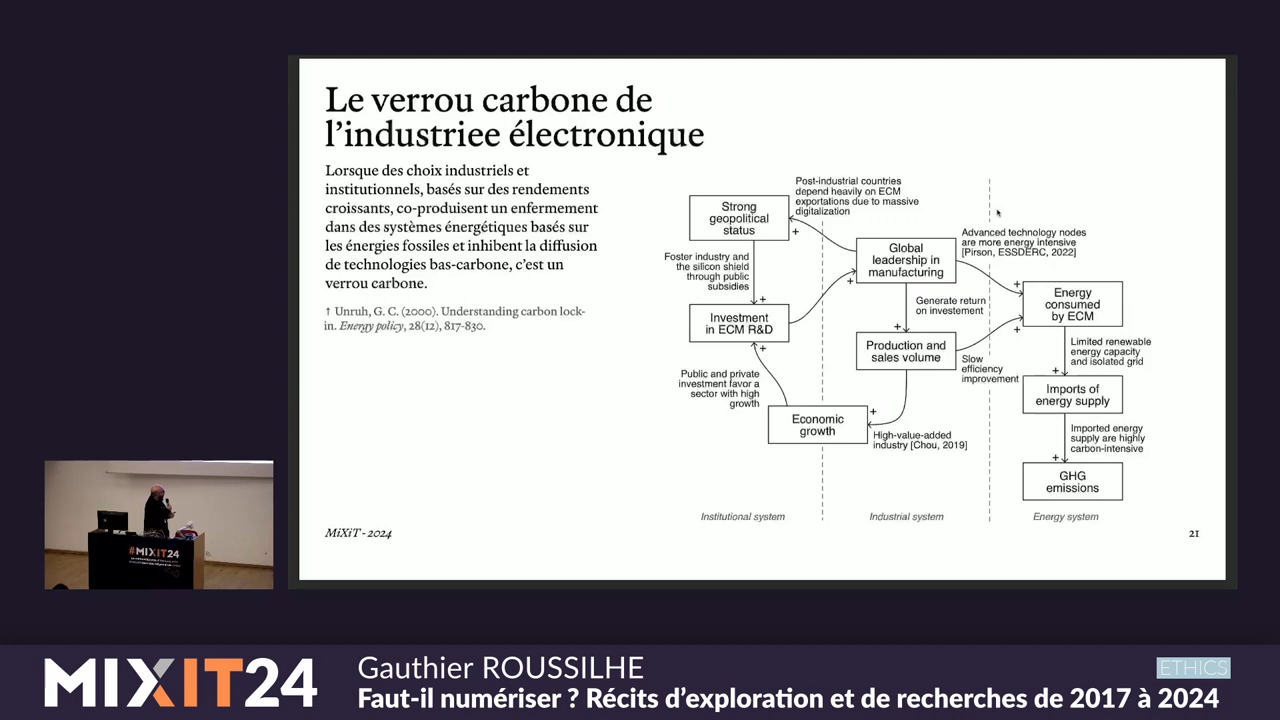 Le verrou carbone de
l'industriee électronique
Lorsque des choix industriels et
institutionnels, basés sur des rendements
croissants, co-produisent un enfermement
dans des systèmes énergétiques basés sur
les énergies fossiles et inhibent la diffusion
de technologies bas-carbone, c'est un
verrou carbone.
↑ Unruh, G. C. (2000). Understanding carbon lock-
in. Energy policy, 28(12), 817-830.
Post-industrial countries
depend heavily on ECM
exportations due to massive
digitalization
Strong
geopolitical
status
+
Foster industry and
the silicon shield
through public
subsidies
+
Investment
in ECM R&D
+
Public and private
investment favor a
sector with high
growth
Economic
growth
+
High-value-added
industry [Chou, 2019]
Global
leadership in
manufacturing
+
Generate return
on investement
+
Production and
sales volume
Slow
efficiency
improvement
Advanced technology nodes
are more energy intensive
[Pirson, ESSDERC, 2022]
+
Energy
consumed
by ECM
+
Limited renewable
energy capacity
and isolated grid
+
Imports of
energy supply
Imported energy
supply are highly
carbon-intensive
+
GHG
emissions
Institutional system
Industrial system
Energy system
MiXiT - 2024
21
#MIXIT24
MIXIT24
Gauthier ROUSSILHE
ETHICS
Faut-il numériser ? Récits d'exploration et de recherches de 2017 à 2024